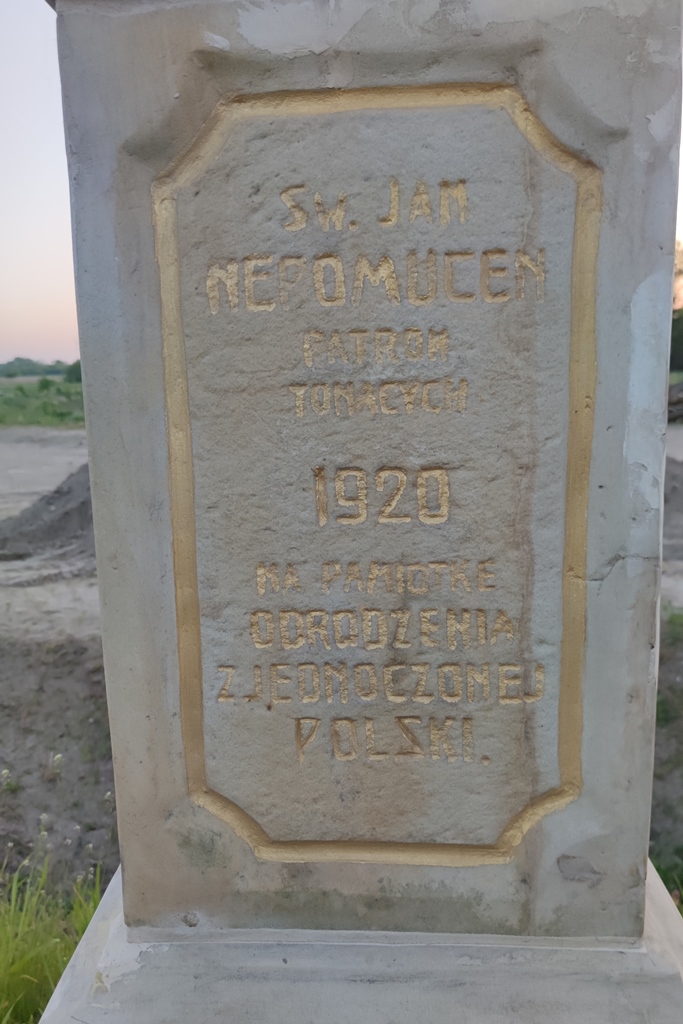 ŚW. JAN
NEPOMUCEN
PATRON
TONĄCYCH
1920
NA PAMIĄTKĘ
ODRODZENIA
ZJEDNOCZONEJ
POLSKI.